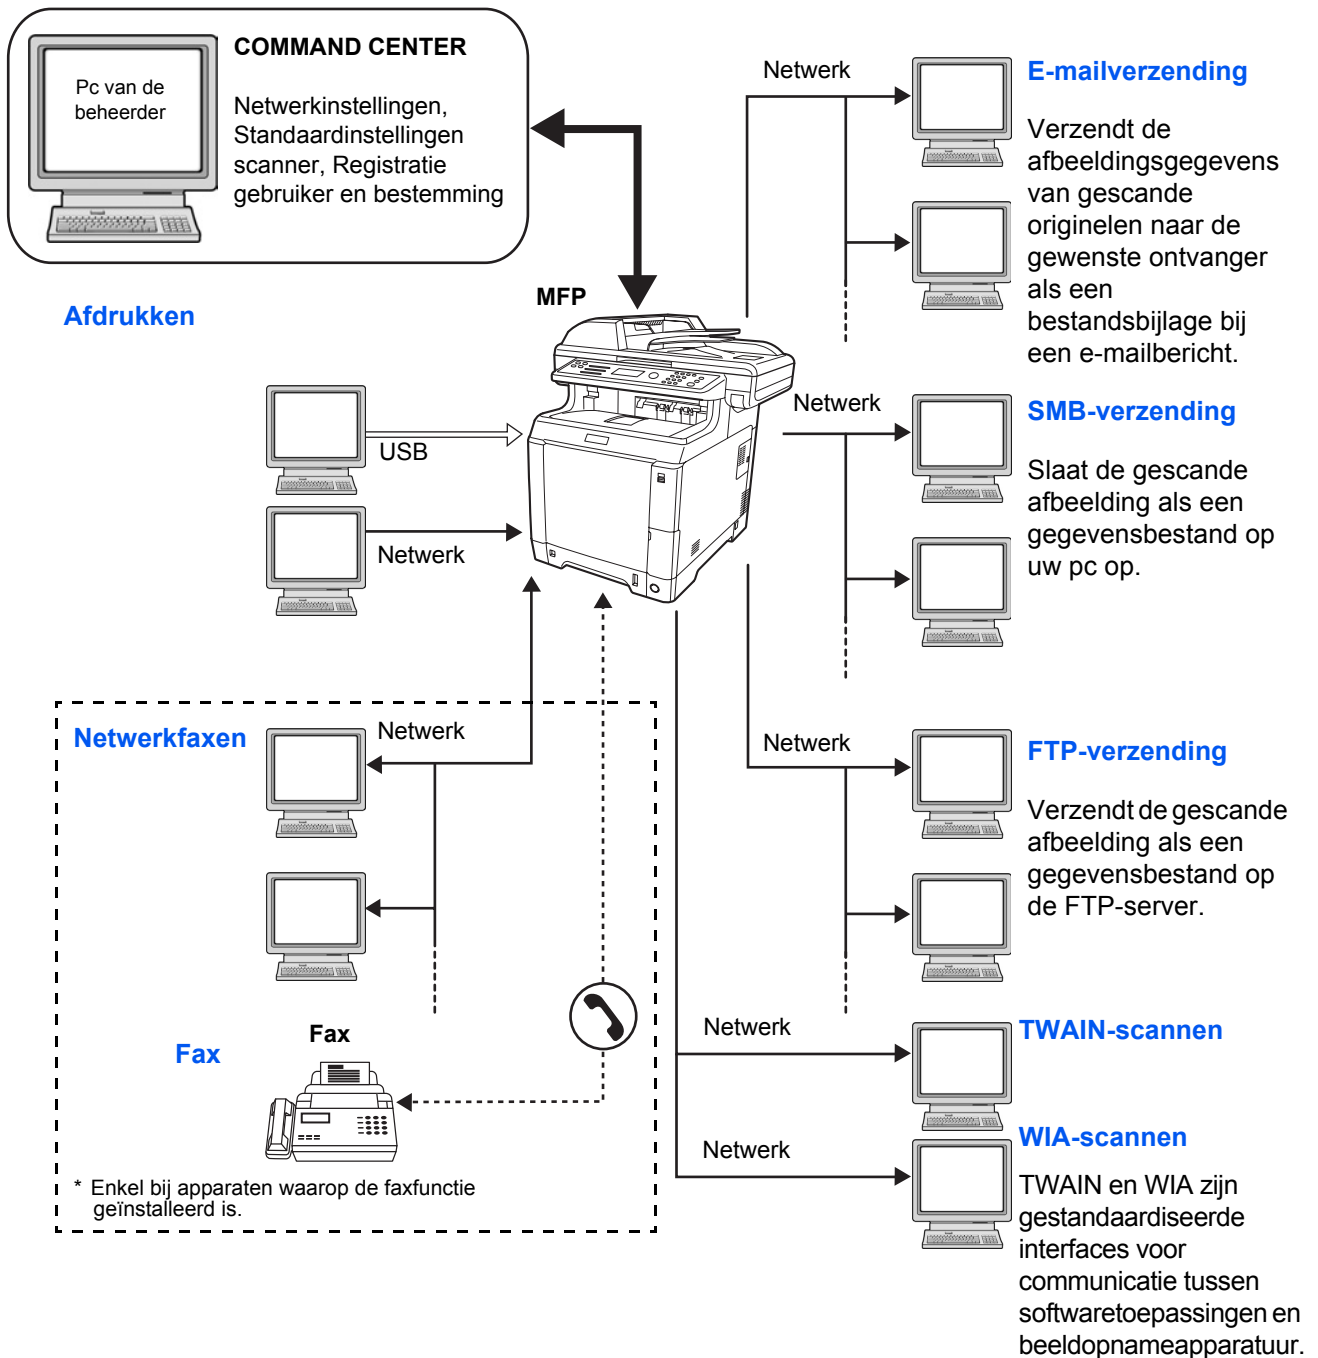 COMMAND CENTER
Pc van de
beheerder
Netwerkinstellingen,
Standaardinstellingen
scanner, Registratie
gebruiker en bestemming
Netwerk
E-mailverzending
Verzendt de
afbeeldingsgegevens
van gescande
originelen naar de
gewenste ontvanger
als een
bestandsbijlage bij
een e-mailbericht.
MFP
Afdrukken
USB
Netwerk
Netwerk
SMB-verzending
Slaat de gescande
afbeelding als een
gegevensbestand op
uw pc op.
Netwerkfaxen
Netwerk
Netwerk
FTP-verzending
Verzendt de gescande
afbeelding als een
gegevensbestand op
de FTP-server.
Fax
Fax
* Enkel bij apparaten waarop de faxfunctie
geïnstalleerd is.
Netwerk
TWAIN-scannen
Netwerk
WIA-scannen
TWAIN en WIA zijn
gestandaardiseerde
interfaces voor
communicatie tussen
softwaretoepassingen en
beeldopnameapparatuur.